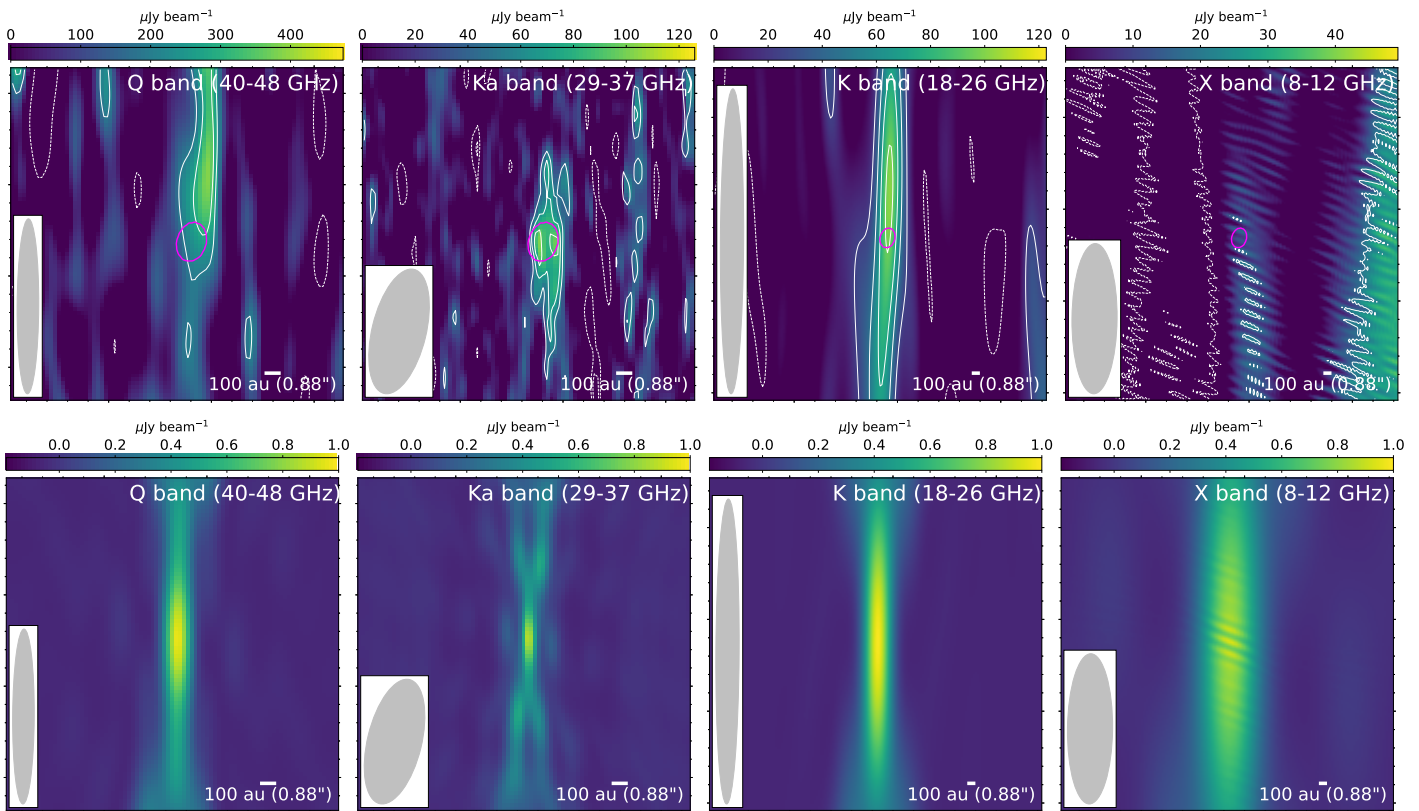 μJy beam⁻¹
0 100 200 300 400
Q band (40-48 GHz)
100 au (0.88")
μJy beam⁻¹
0 20 40 60 80 100 120
Ka band (29-37 GHz)
100 au (0.88")
μJy beam⁻¹
0 20 40 60 80 100 120
K band (18-26 GHz)
100 au (0.88")
μJy beam⁻¹
0 10 20 30 40
X band (8-12 GHz)
100 au (0.88")
μJy beam⁻¹
0.0 0.2 0.4 0.6 0.8 1.0
Q band (40-48 GHz)
100 au (0.88")
μJy beam⁻¹
0.0 0.2 0.4 0.6 0.8 1.0
Ka band (29-37 GHz)
100 au (0.88")
μJy beam⁻¹
0.0 0.2 0.4 0.6 0.8 1.0
K band (18-26 GHz)
100 au (0.88")
μJy beam⁻¹
0.0 0.2 0.4 0.6 0.8 1.0
X band (8-12 GHz)
100 au (0.88")